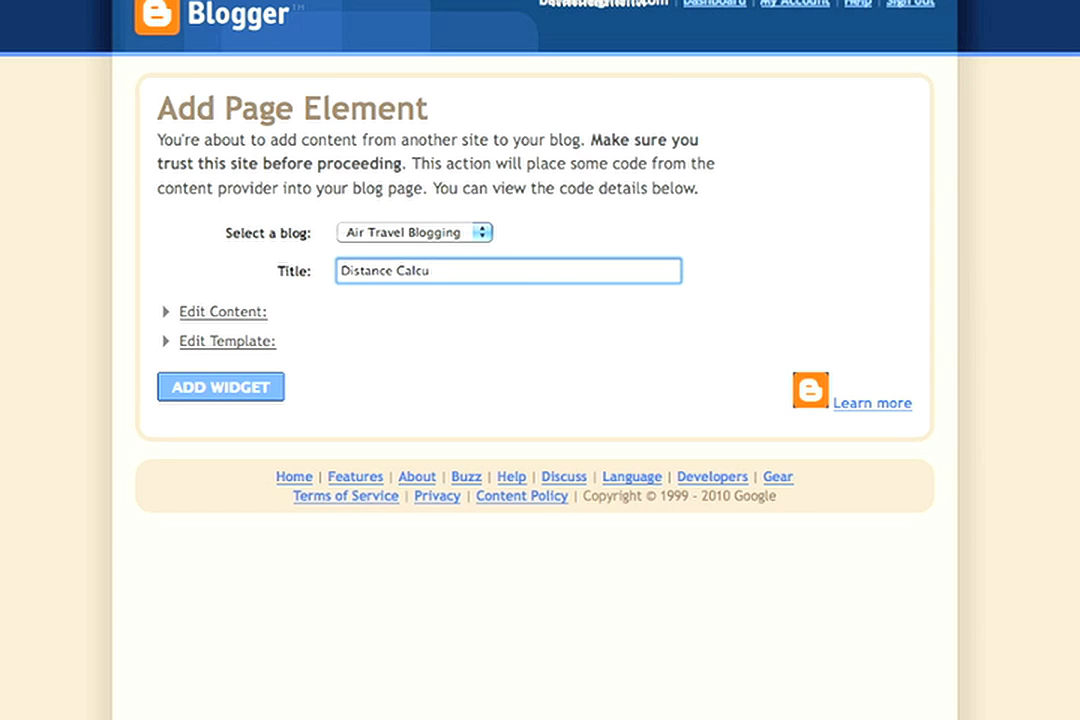 Blogger™
Dashboard | My Account | Help | Sign out
Add Page Element
You're about to add content from another site to your blog. Make sure you
trust this site before proceeding. This action will place some code from the
content provider into your blog page. You can view the code details below.
Select a blog: Air Travel Blogging
Title: Distance Calcu
Edit Content:
Edit Template:
ADD WIDGET
Learn more
Home | Features | About | Buzz | Help | Discuss | Language | Developers | Gear
Terms of Service | Privacy | Content Policy | Copyright © 1999 - 2010 Google